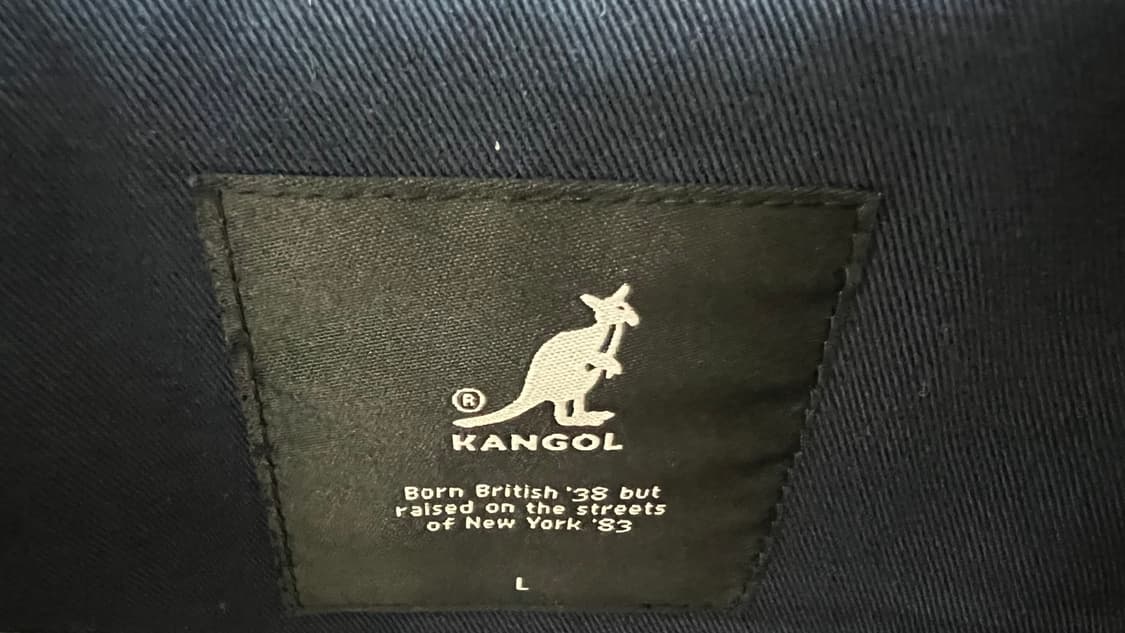 ®
KANGOL
Born British '38 but
raised on the streets
of New York '83
L